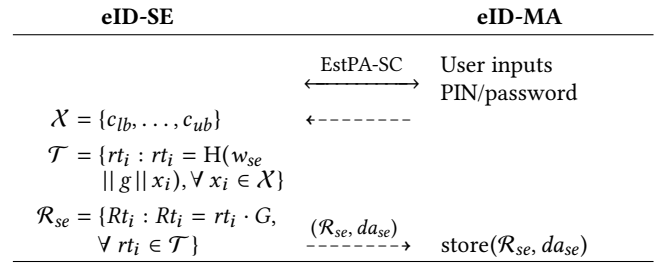 eID-SE eID-MA
EstPA-SC User inputs
PIN/password
𝒳 = {c_lb, . . . , c_ub}
𝒯 = {rt_i : rt_i = H(w_se
|| g || x_i), ∀ x_i ∈ 𝒳}
ℛ_se = {Rt_i : Rt_i = rt_i · G, (ℛ_se, da_se)
∀ rt_i ∈ 𝒯} store(ℛ_se, da_se)